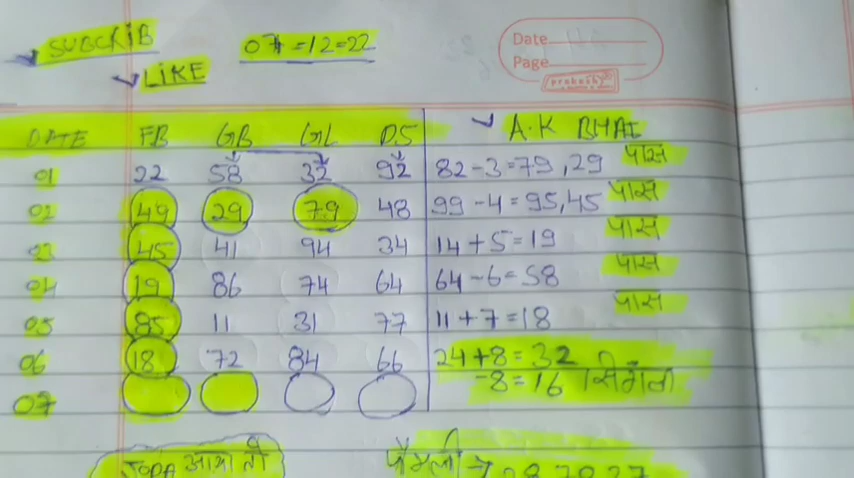 SUBCRIB
07=12=22
LIKE
Date
Page
prakash
DATE FB GB GL DS A.K BHAI
01 22 58 32 92 82-3=79,29 पास
02 49 29 79 48 99-4=95,45 पास
03 45 41 94 34 14+5=19 पास
04 19 86 74 64 64-6=58 पास
05 85 11 31 77 11+7=18 पास
06 18 72 84 66 24+8=32
-8=16
07
JODA